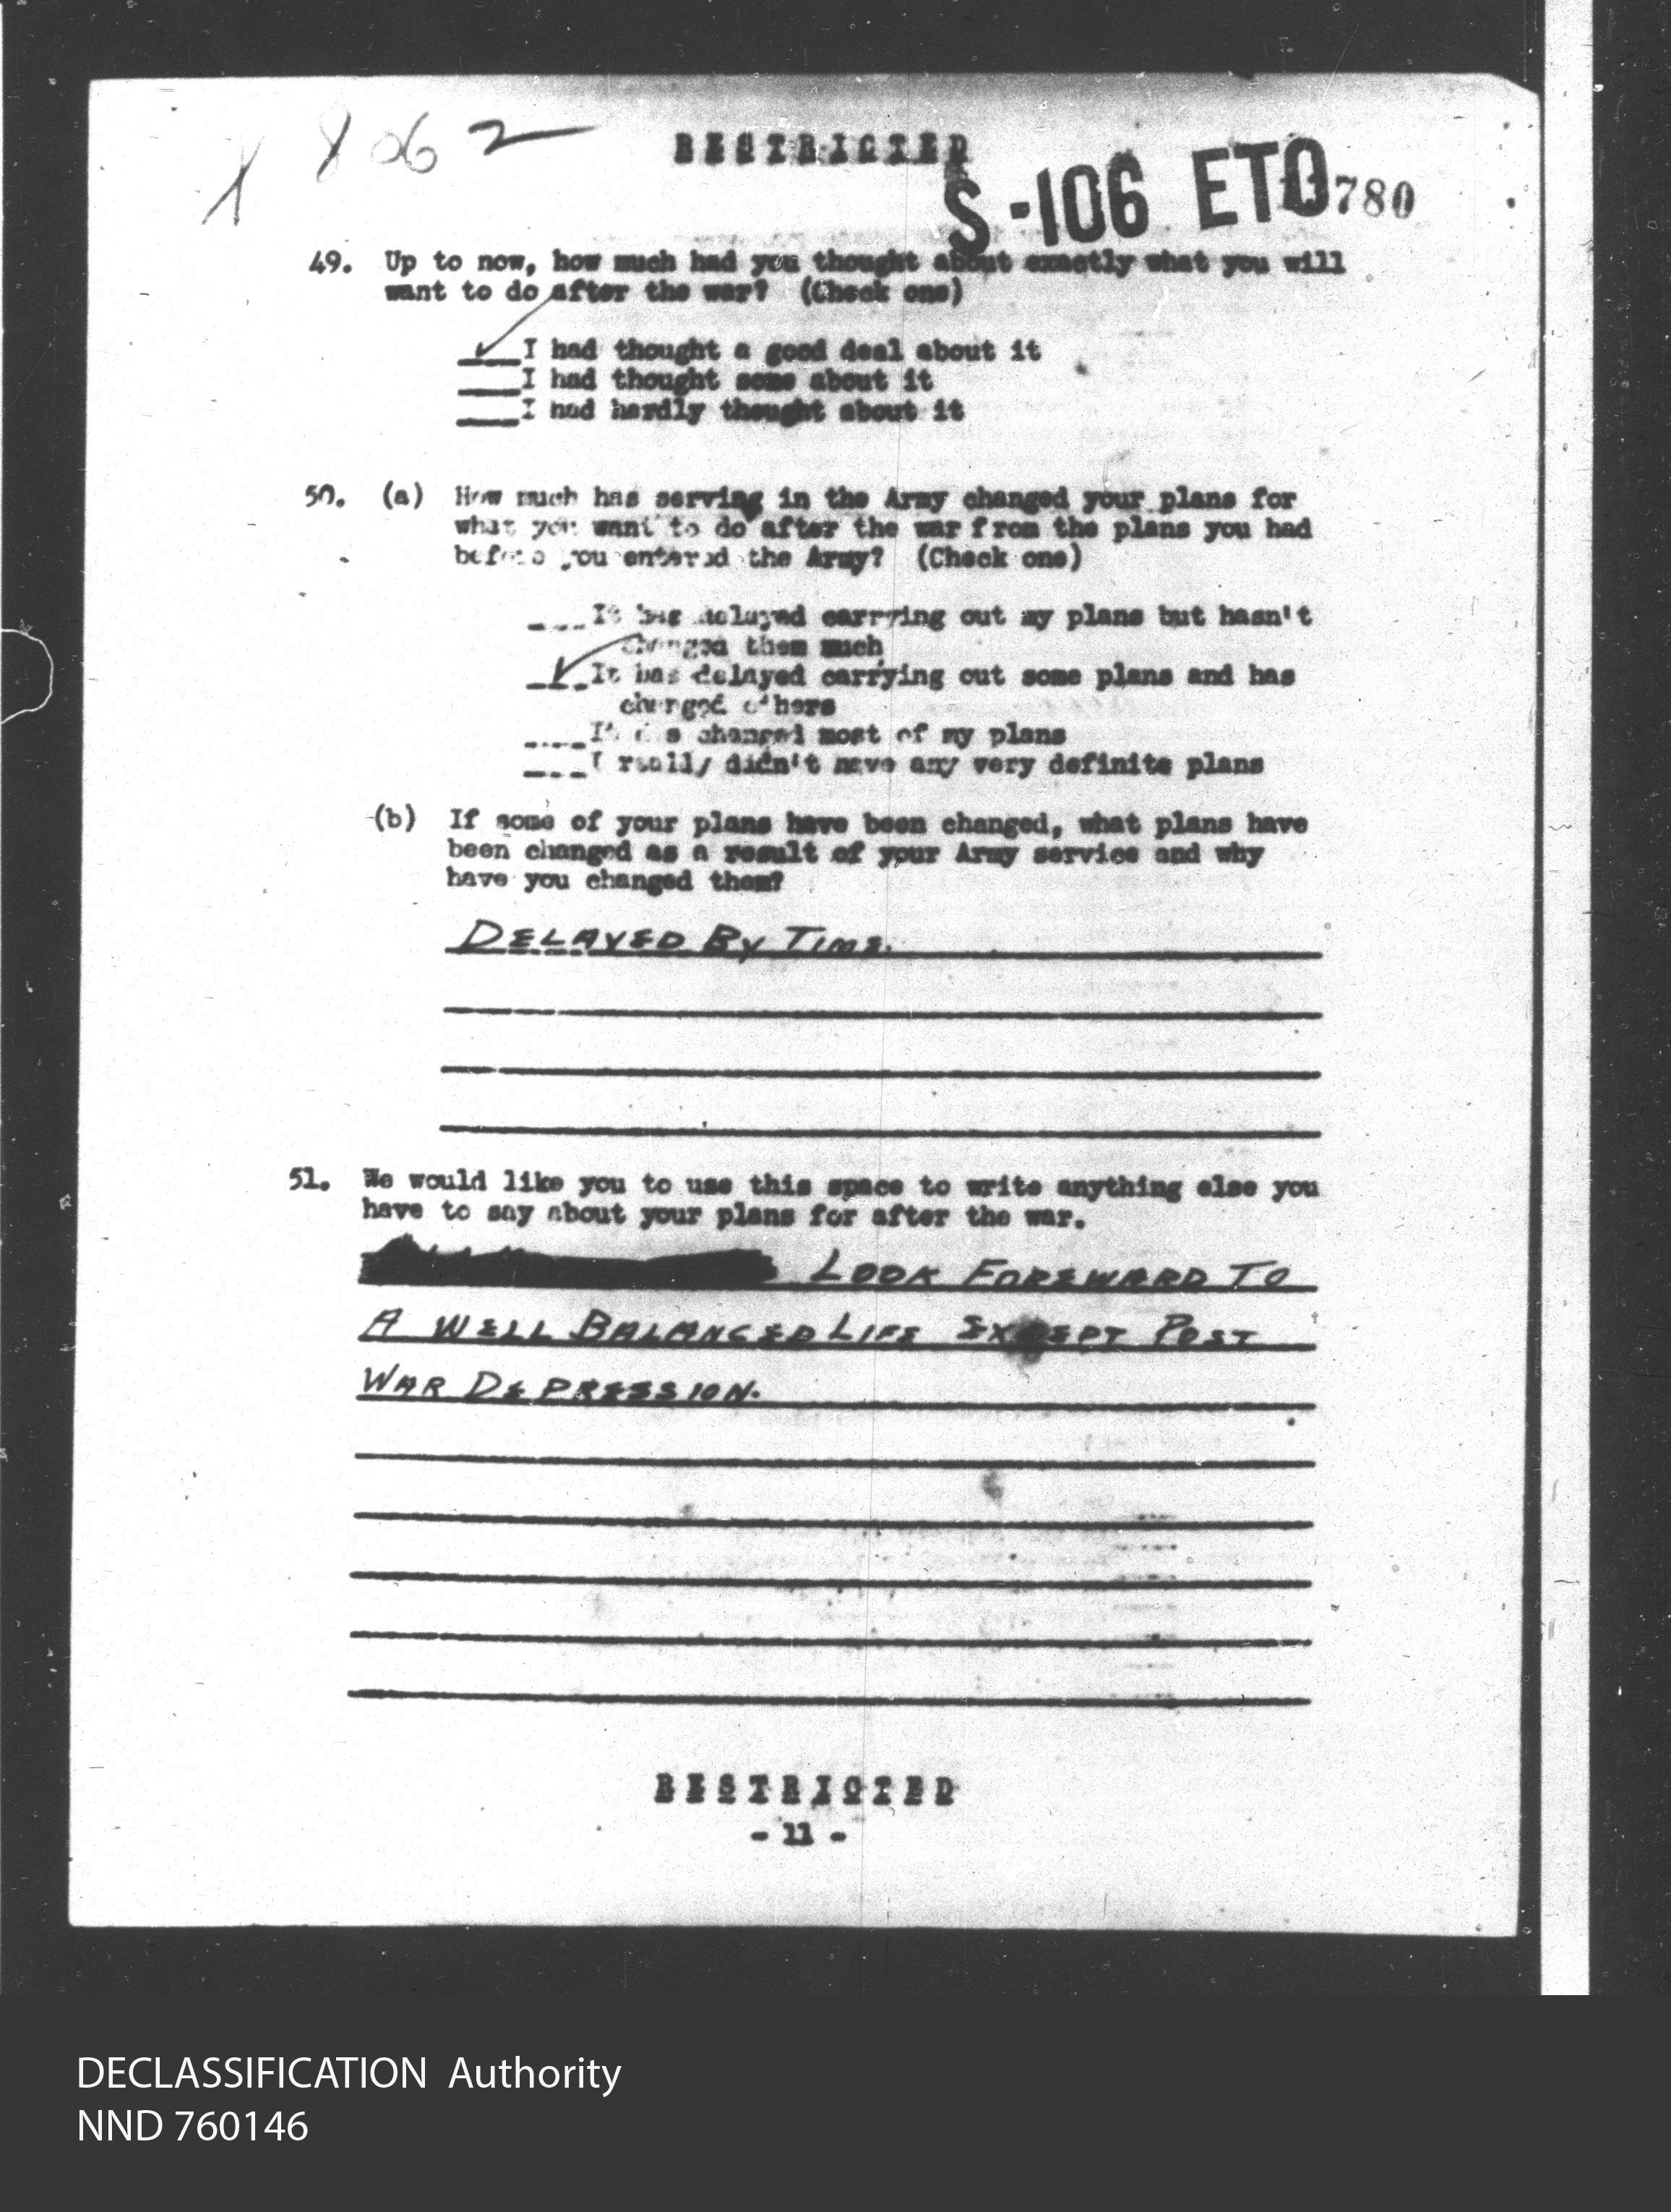 1 8062
RESTRICTED
S-106 ETO
780
49. Up to now, how much had you thought about exactly what you will
want to do after the war? (Check one)
I had thought a good deal about it
I had thought some about it
I had hardly thought about it
50. (a) How much has serving in the Army changed your plans for
what you want to do after the war from the plans you had
before you entered the Army? (Check one)
It has delayed carrying out my plans but hasn't
changed them much
It has delayed carrying out some plans and has
changed others
It has changed most of my plans
I really didn't have any very definite plans
(b) If some of your plans have been changed, what plans have
been changed as a result of your Army service and why
have you changed them?
DELAYED BY TIME.
51. We would like you to use this space to write anything else you
have to say about your plans for after the war.
LOOK FOREWARD TO
A WELL BALANCED LIFE EXCEPT POST
WAR DEPRESSION.
RESTRICTED
- 11 -
DECLASSIFICATION Authority
NND 760146